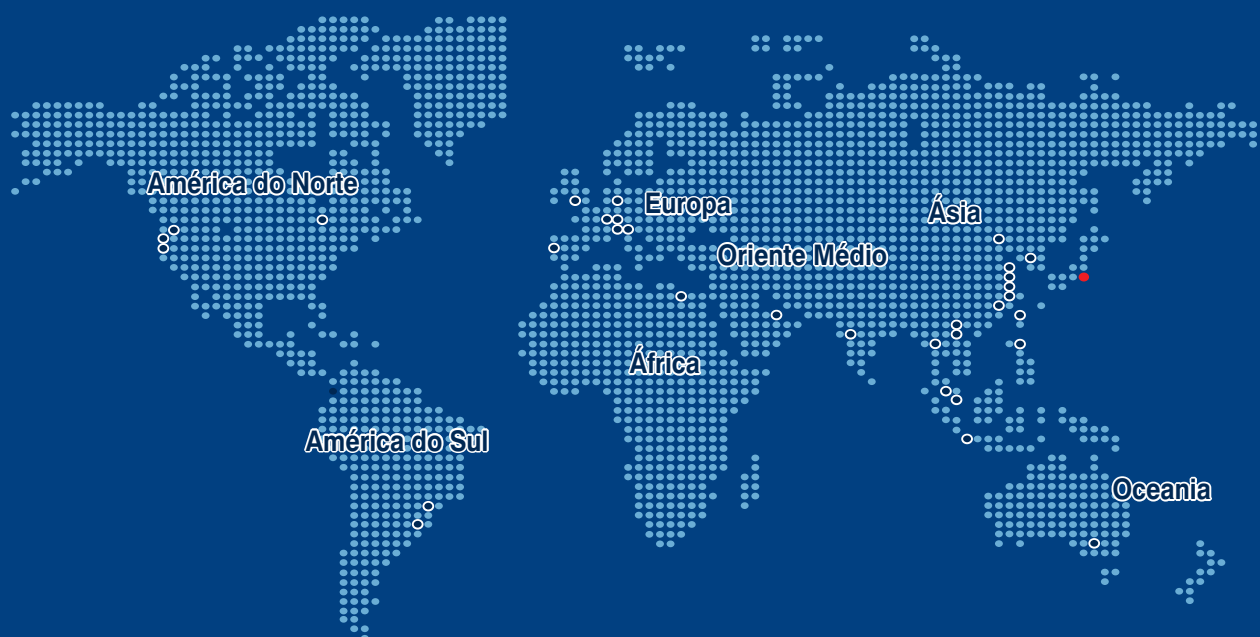 América do Norte
Europa
Ásia
Oriente Médio
África
América do Sul
Oceania